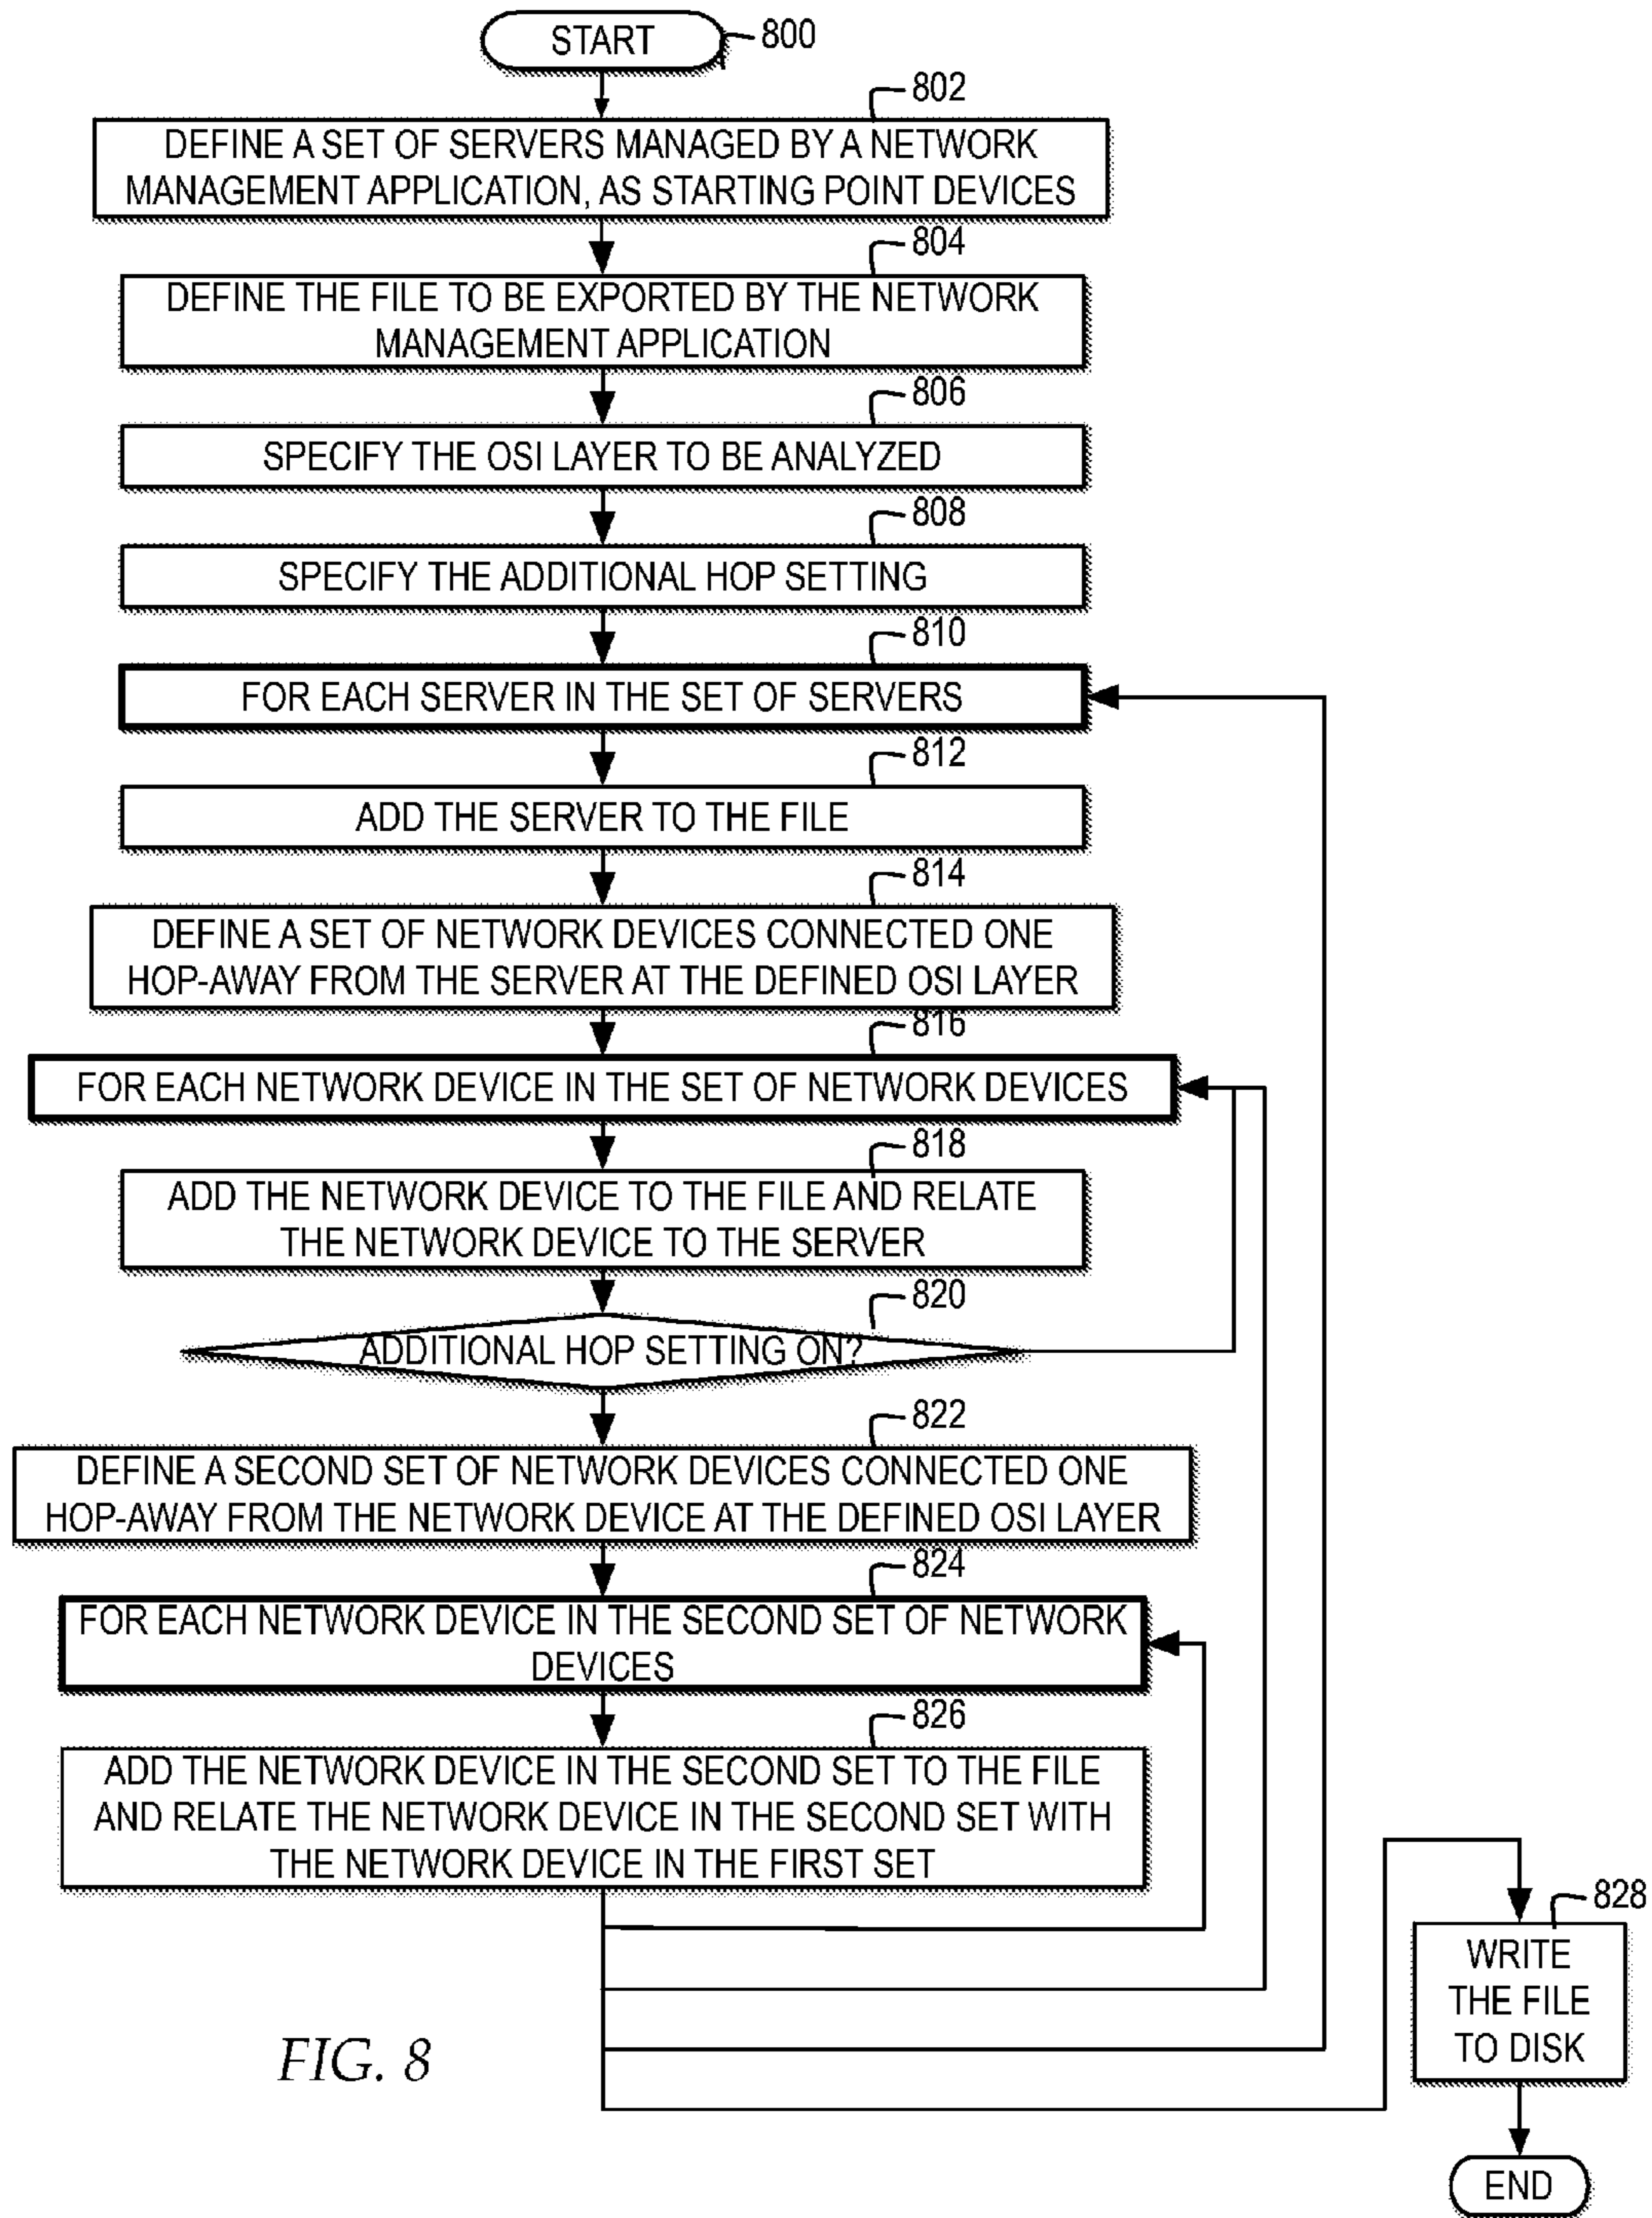 START
800
802
DEFINE A SET OF SERVERS MANAGED BY A NETWORK
MANAGEMENT APPLICATION, AS STARTING POINT DEVICES
804
DEFINE THE FILE TO BE EXPORTED BY THE NETWORK
MANAGEMENT APPLICATION
806
SPECIFY THE OSI LAYER TO BE ANALYZED
808
SPECIFY THE ADDITIONAL HOP SETTING
810
FOR EACH SERVER IN THE SET OF SERVERS
812
ADD THE SERVER TO THE FILE
814
DEFINE A SET OF NETWORK DEVICES CONNECTED ONE
HOP-AWAY FROM THE SERVER AT THE DEFINED OSI LAYER
816
FOR EACH NETWORK DEVICE IN THE SET OF NETWORK DEVICES
818
ADD THE NETWORK DEVICE TO THE FILE AND RELATE
THE NETWORK DEVICE TO THE SERVER
820
ADDITIONAL HOP SETTING ON?
822
DEFINE A SECOND SET OF NETWORK DEVICES CONNECTED ONE
HOP-AWAY FROM THE NETWORK DEVICE AT THE DEFINED OSI LAYER
824
FOR EACH NETWORK DEVICE IN THE SECOND SET OF NETWORK
DEVICES
826
ADD THE NETWORK DEVICE IN THE SECOND SET TO THE FILE
AND RELATE THE NETWORK DEVICE IN THE SECOND SET WITH
THE NETWORK DEVICE IN THE FIRST SET
828
WRITE
THE FILE
TO DISK
FIG. 8
END